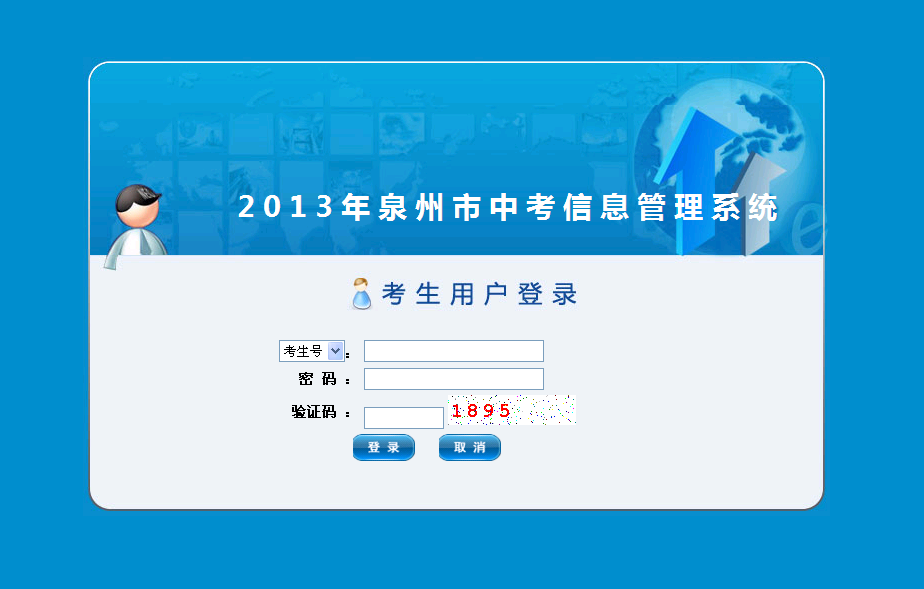 2013年泉州市中考信息管理系统
考生用户登录
考生号：
密 码：
验证码： 1895
登 录 取 消